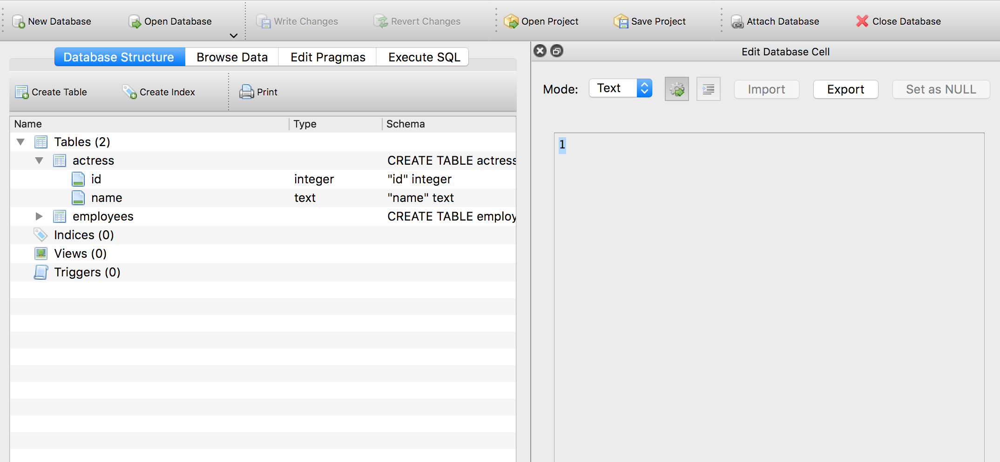 New Database Open Database Write Changes Revert Changes Open Project Save Project Attach Database Close Database
Database Structure Browse Data Edit Pragmas Execute SQL
Create Table Create Index Print
Name Type Schema
Tables (2)
actress CREATE TABLE actress
id integer "id" integer
name text "name" text
employees CREATE TABLE employ
Indices (0)
Views (0)
Triggers (0)
Edit Database Cell
Mode: Text Import Export Set as NULL
1